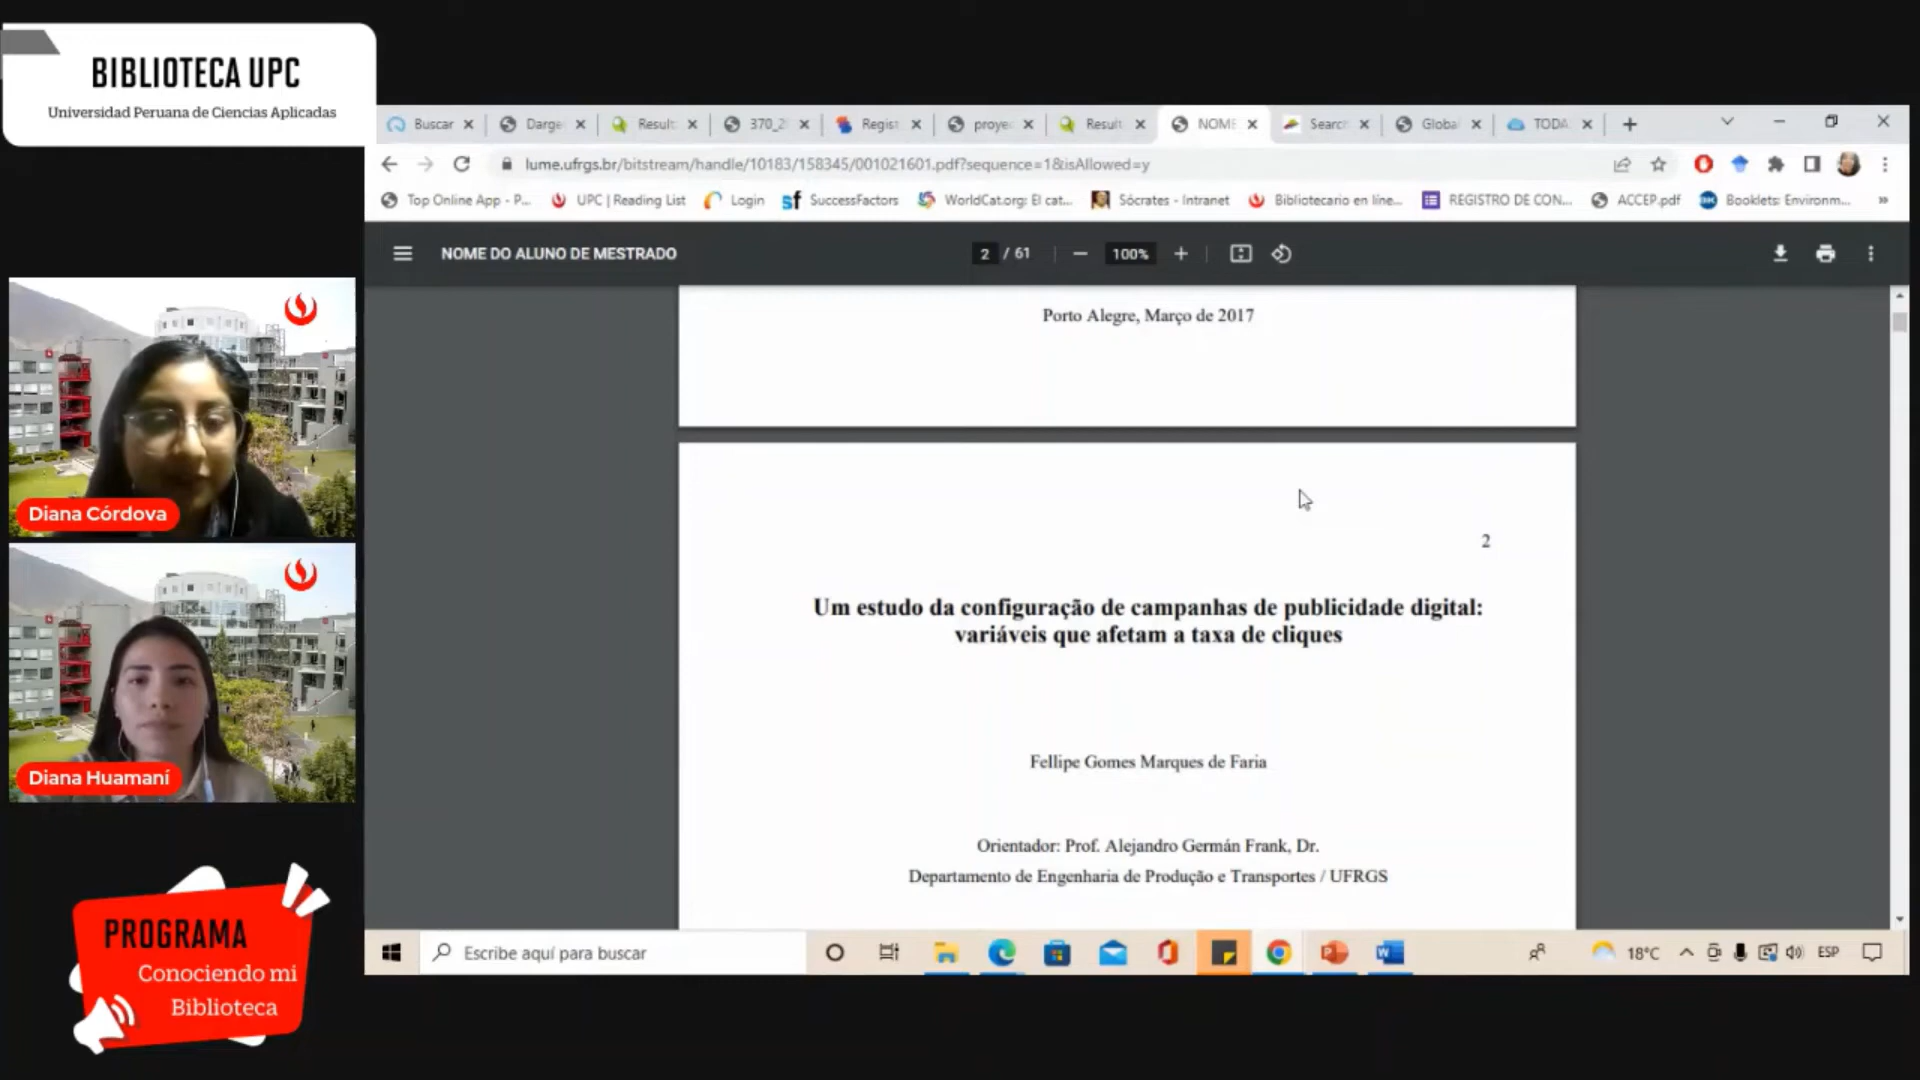 BIBLIOTECA UPC
Universidad Peruana de Ciencias Aplicadas
Buscar
Darge
Result
370_2
Regist
proye
Result
NOME
Search
Global
TODA
lume.ufrgs.br/bitstream/handle/10183/158345/001021601.pdf?sequence=1&isAllowed=y
Top Online App - P...
UPC | Reading List
Login
SuccessFactors
WorldCat.org: El cat...
Sócrates - Intranet
Bibliotecario en líne...
REGISTRO DE CON...
ACCEP.pdf
Booklets: Environm...
NOME DO ALUNO DE MESTRADO
2 / 61
100%
Porto Alegre, Março de 2017
2
Um estudo da configuração de campanhas de publicidade digital:
variáveis que afetam a taxa de cliques
Fellipe Gomes Marques de Faria
Orientador: Prof. Alejandro Germán Frank, Dr.
Departamento de Engenharia de Produção e Transportes / UFRGS
Diana Córdova
Diana Huamaní
PROGRAMA
Conociendo mi
Biblioteca
Escribe aquí para buscar
18°C
ESP